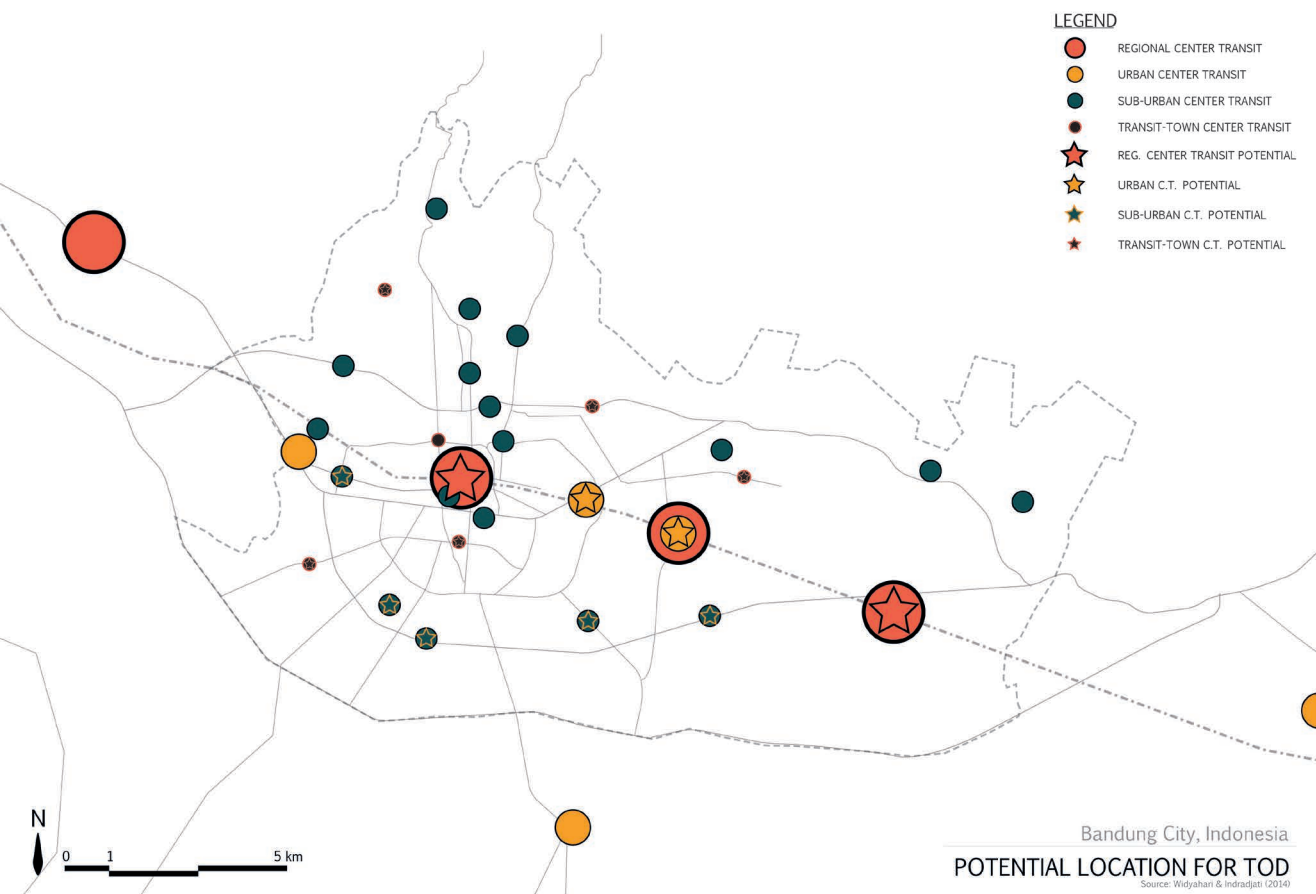 LEGEND
REGIONAL CENTER TRANSIT
URBAN CENTER TRANSIT
SUB-URBAN CENTER TRANSIT
TRANSIT-TOWN CENTER TRANSIT
REG. CENTER TRANSIT POTENTIAL
URBAN C.T. POTENTIAL
SUB-URBAN C.T. POTENTIAL
TRANSIT-TOWN C.T. POTENTIAL
N
0 1 5 km
Bandung City, Indonesia
POTENTIAL LOCATION FOR TOD
Source: Widyahari & Indradjati (2014)